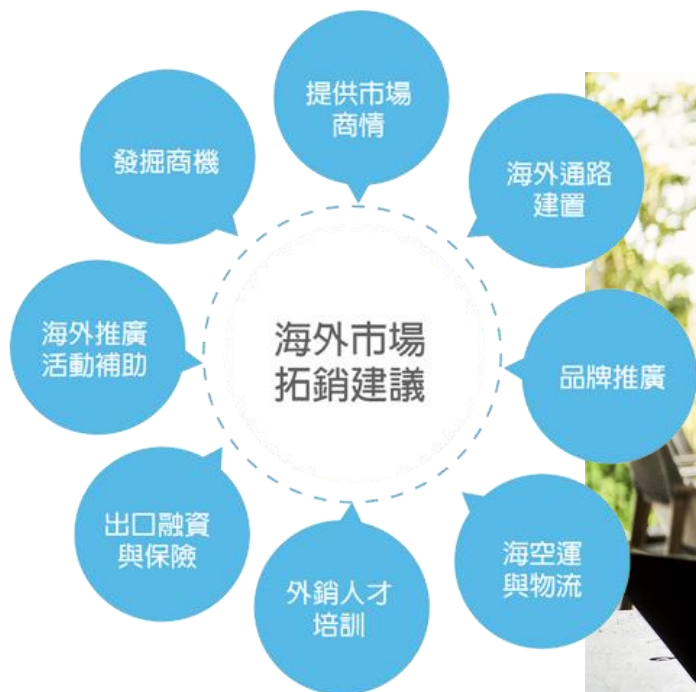 提供市場
商情
海外通路
建置
品牌推廣
海空運
與物流
外銷人才
培訓
出口融資
與保險
海外推廣
活動補助
發掘商機
海外市場
拓銷建議